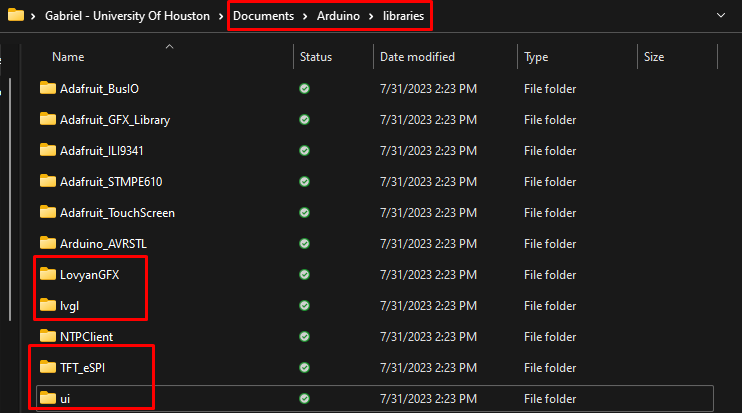 Gabriel - University Of Houston > Documents > Arduino > libraries
Name Status Date modified Type Size
Adafruit_BusIO 7/31/2023 2:23 PM File folder
Adafruit_GFX_Library 7/31/2023 2:23 PM File folder
Adafruit_ILI9341 7/31/2023 2:23 PM File folder
Adafruit_STMPE610 7/31/2023 2:23 PM File folder
Adafruit_TouchScreen 7/31/2023 2:23 PM File folder
Arduino_AVRSTL 7/31/2023 2:23 PM File folder
LovyanGFX 7/31/2023 2:23 PM File folder
lvgl 7/31/2023 2:23 PM File folder
NTPClient 7/31/2023 2:23 PM File folder
TFT_eSPI 7/31/2023 2:23 PM File folder
ui 7/31/2023 2:23 PM File folder